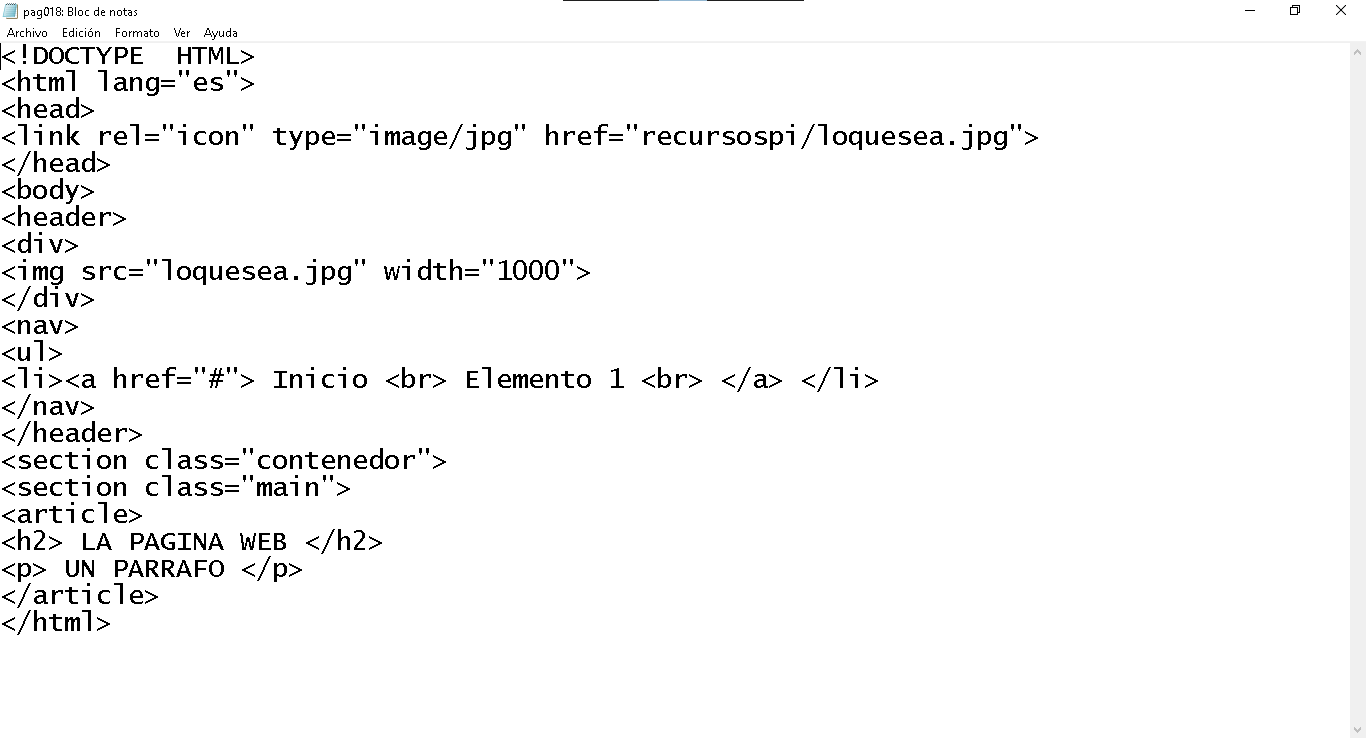 pag018: Bloc de notas
Archivo Edición Formato Ver Ayuda
<!DOCTYPE  HTML>
<html lang="es">
<head>
<link rel="icon" type="image/jpg" href="recursospi/loquesea.jpg">
</head>
<body>
<header>
<div>
<img src="loquesea.jpg" width="1000">
</div>
<nav>
<ul>
<li><a href="#"> Inicio <br> Elemento 1 <br> </a> </li>
</nav>
</header>
<section class="contenedor">
<section class="main">
<article>
<h2> LA PAGINA WEB </h2>
<p> UN PARRAFO </p>
</article>
</html>